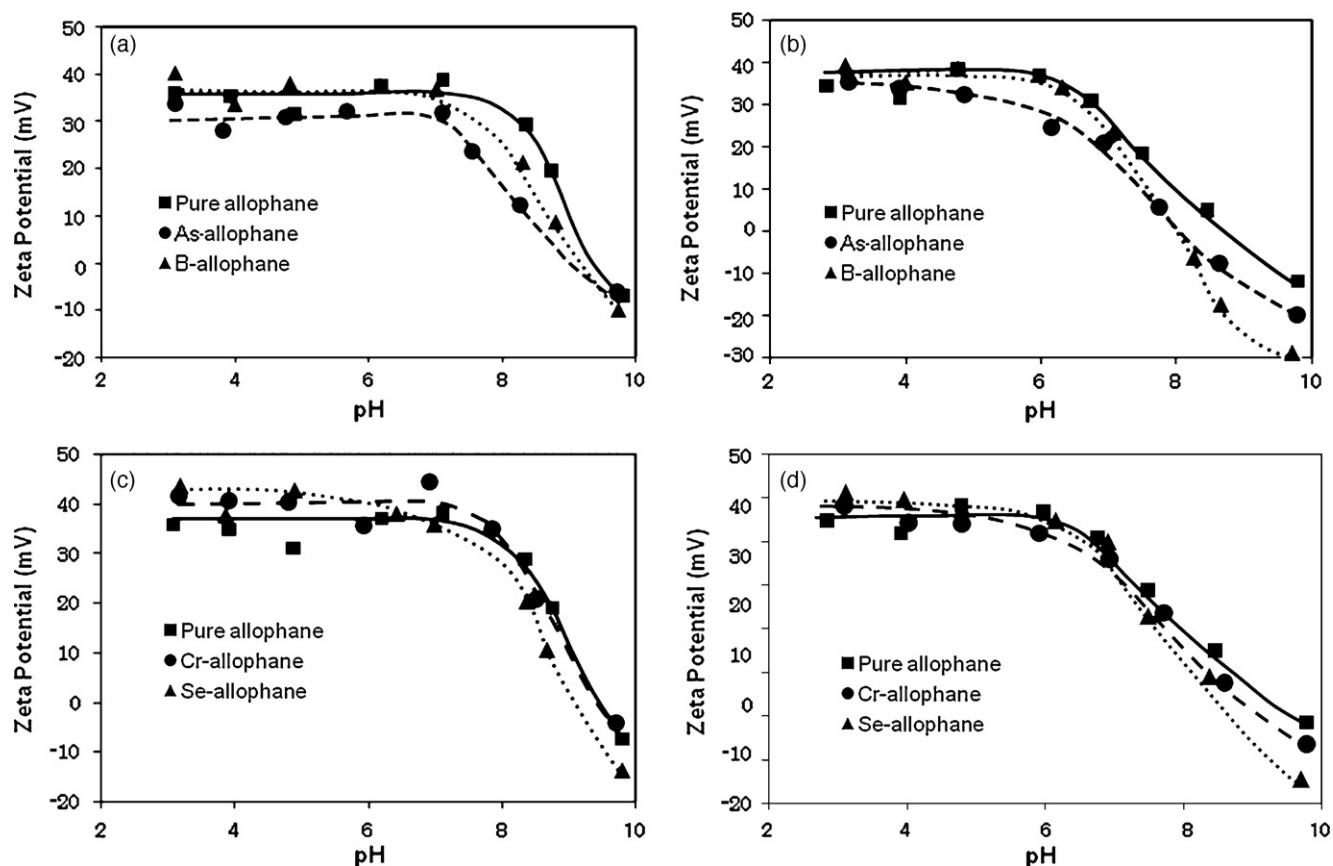 (a)
Zeta Potential (mV)
50
40
30
20
10
0
-10
-20
2
4
6
8
10
pH
Pure allophane
As-allophane
B-allophane
(b)
Zeta Potential (mV)
50
40
30
20
10
0
-10
-20
-30
2
4
6
8
10
pH
Pure allophane
As-allophane
B-allophane
(c)
Zeta Potential (mV)
50
40
30
20
10
0
-10
-20
2
4
6
8
10
pH
Pure allophane
Cr-allophane
Se-allophane
(d)
Zeta Potential (mV)
50
40
30
20
10
0
-10
-20
2
4
6
8
10
pH
Pure allophane
Cr-allophane
Se-allophane